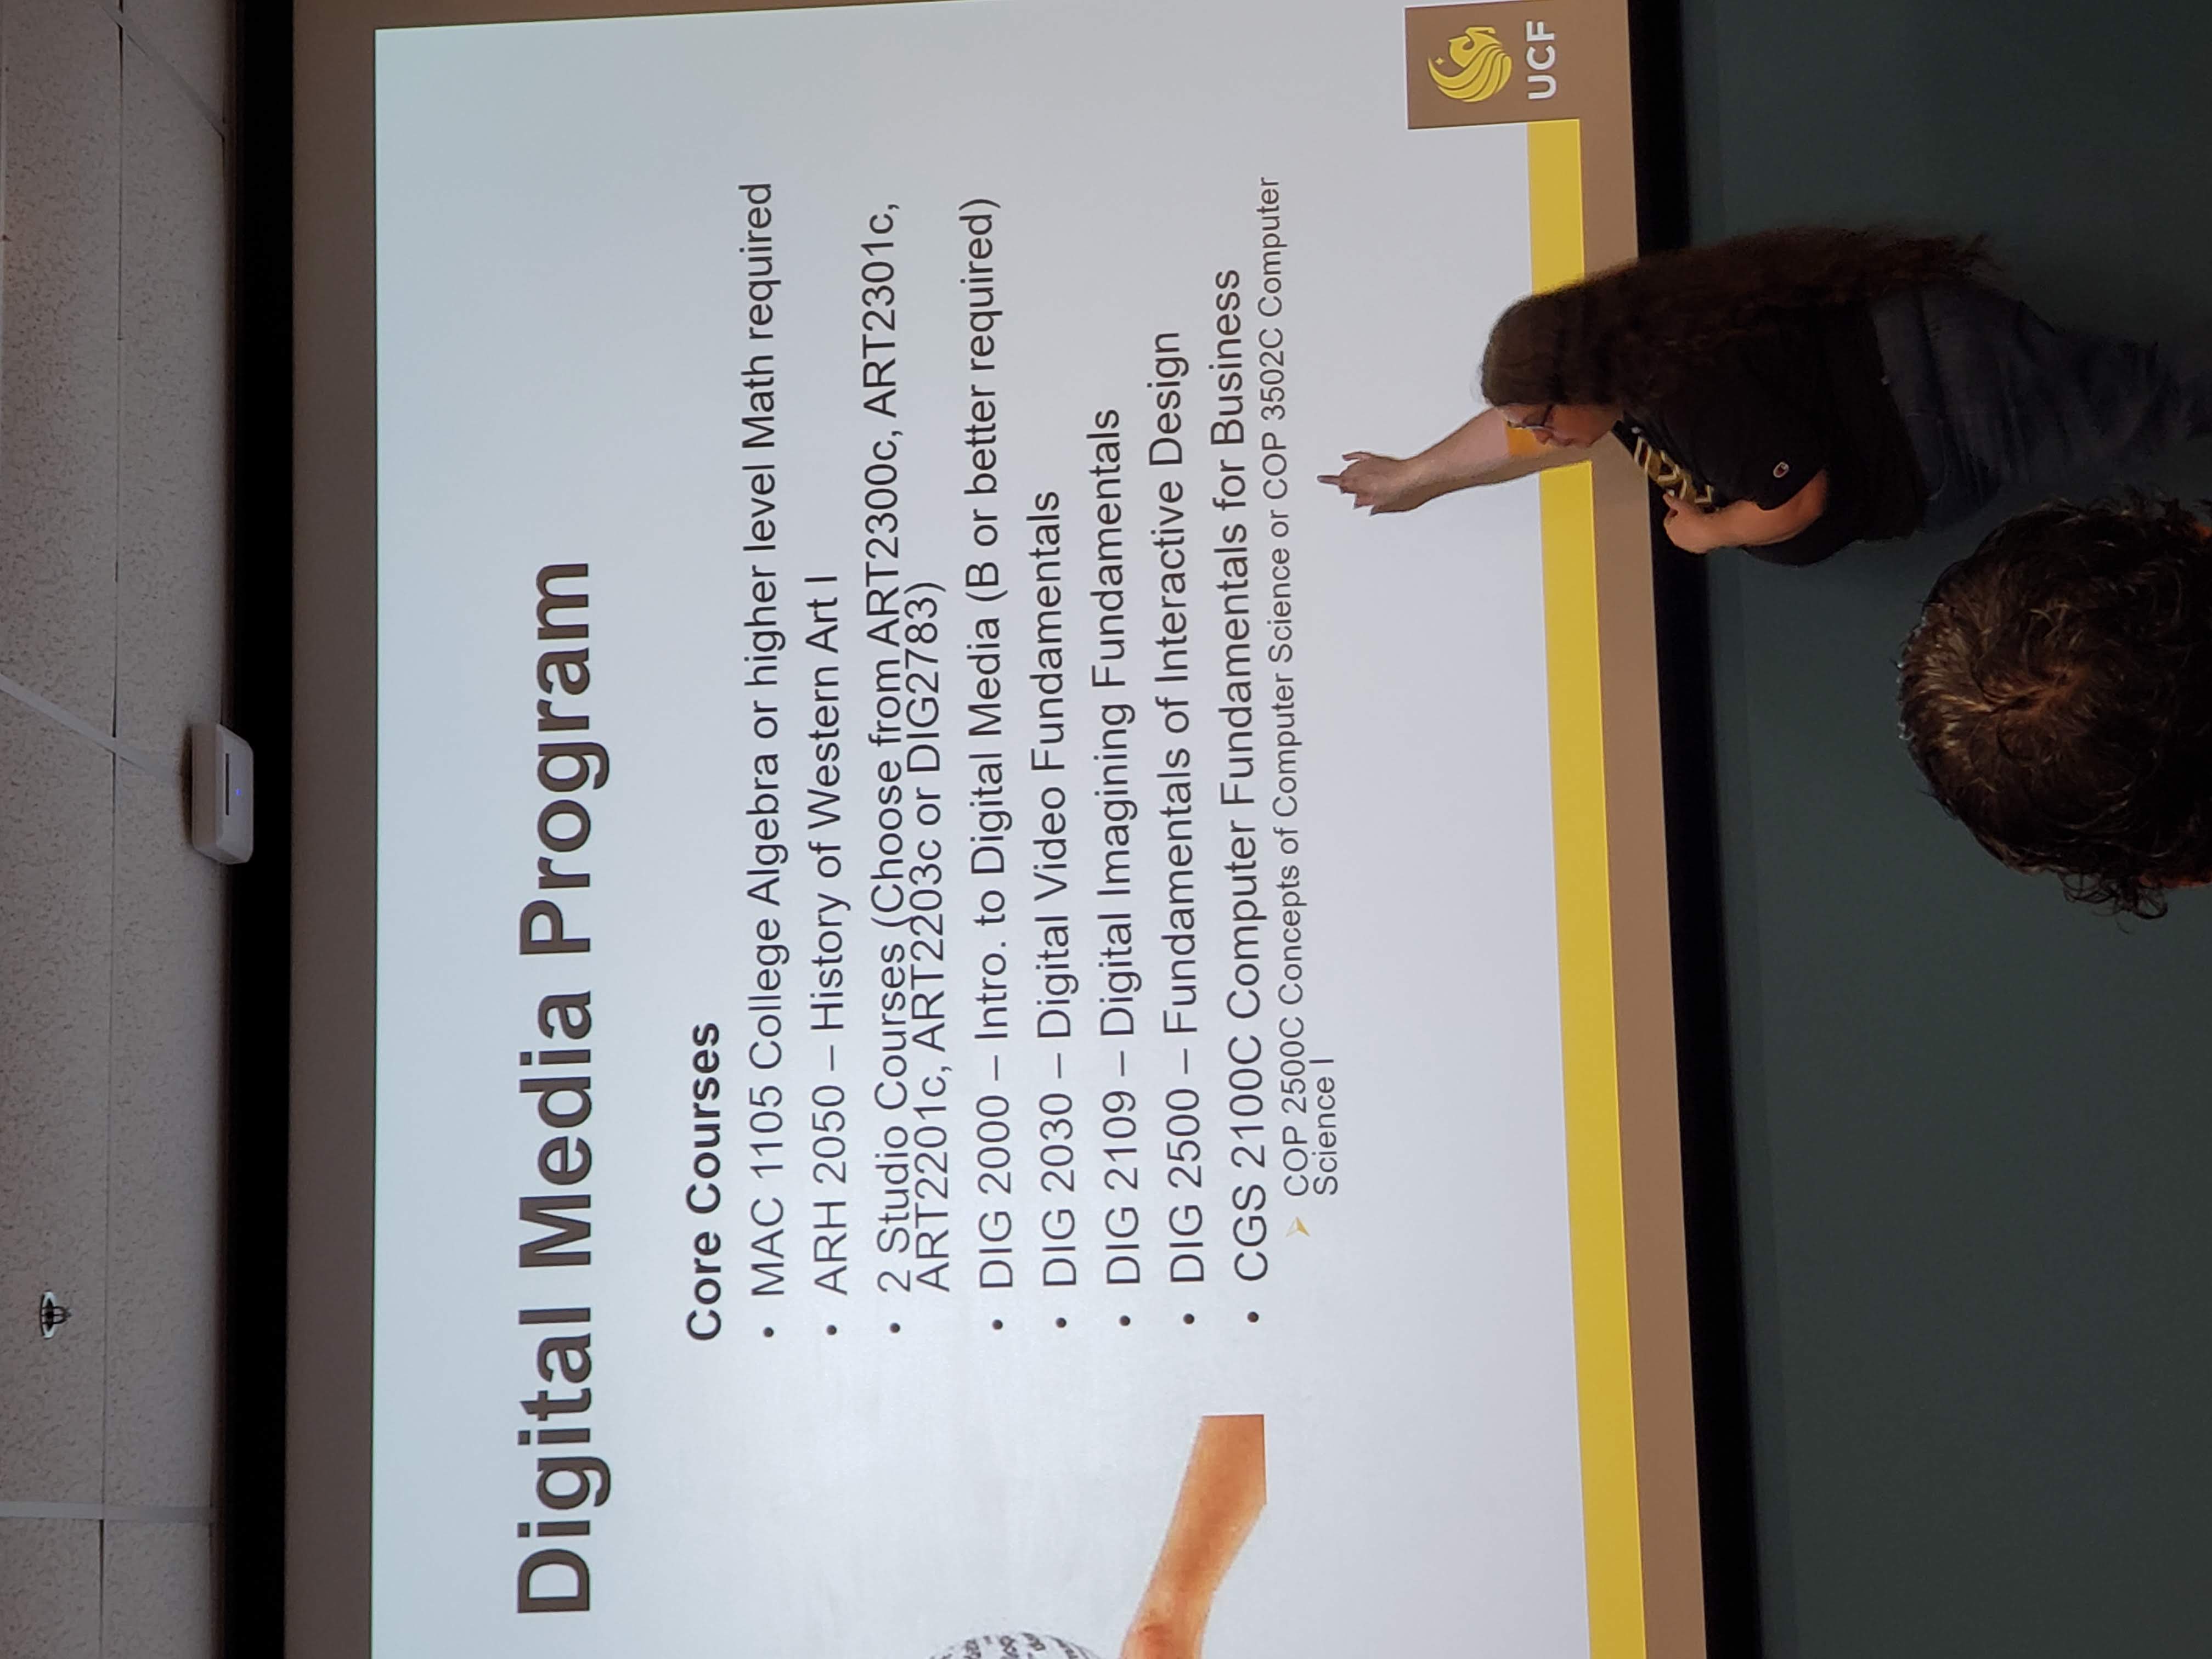 Digital Media Program
Core Courses
• MAC 1105 College Algebra or higher level Math required
• ARH 2050 – History of Western Art I
• 2 Studio Courses (Choose from ART2300c, ART2301c,
ART2201c, ART2203c or DIG2783)
• DIG 2000 – Intro. to Digital Media (B or better required)
• DIG 2030 – Digital Video Fundamentals
• DIG 2109 – Digital Imagining Fundamentals
• DIG 2500 – Fundamentals of Interactive Design
• CGS 2100C Computer Fundamentals for Business
➢ COP 2500C Concepts of Computer Science or COP 3502C Computer
Science I
UCF